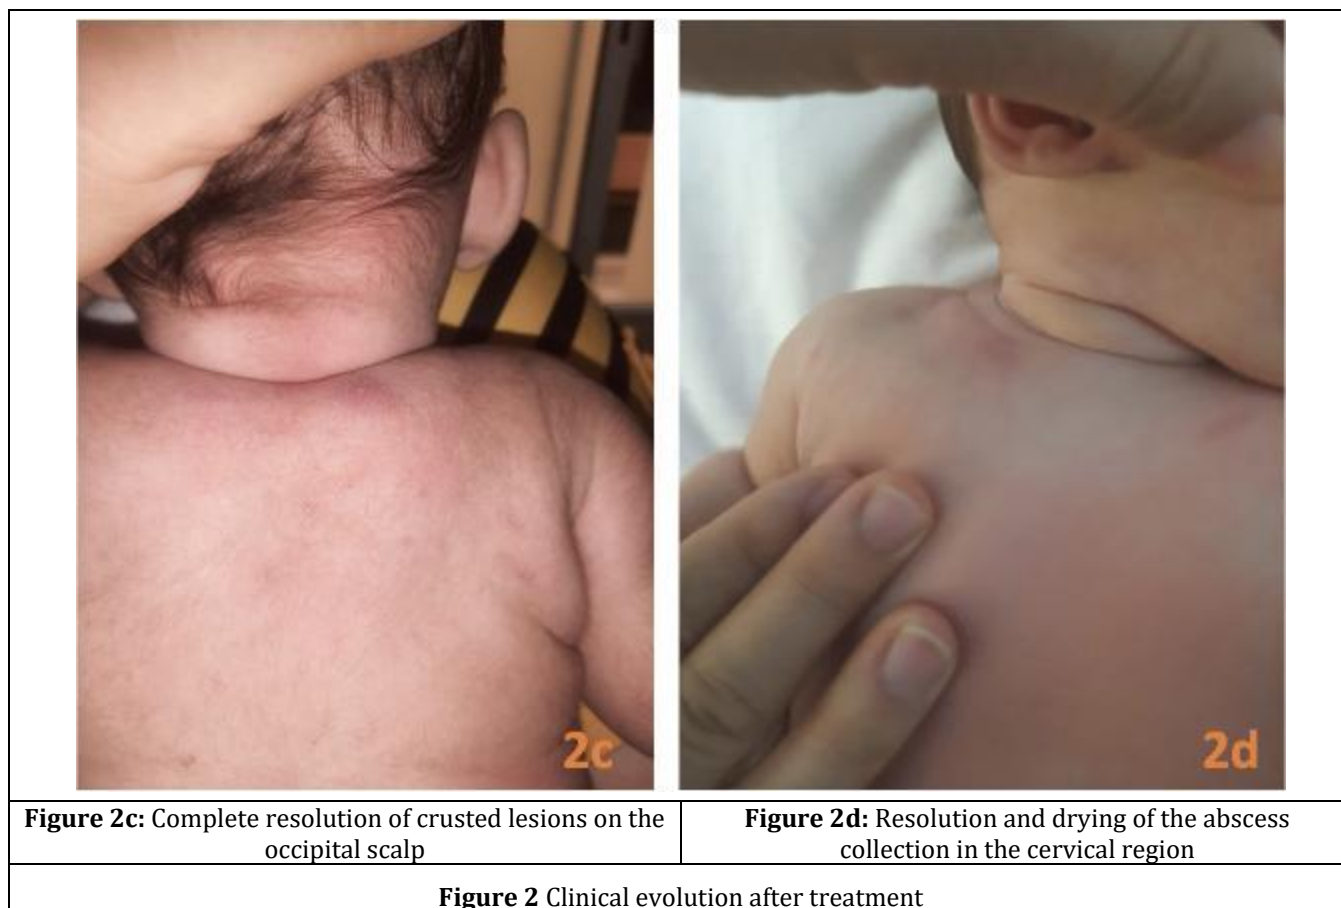 2c
2d
Figure 2c: Complete resolution of crusted lesions on the
occipital scalp
Figure 2d: Resolution and drying of the abscess
collection in the cervical region
Figure 2 Clinical evolution after treatment